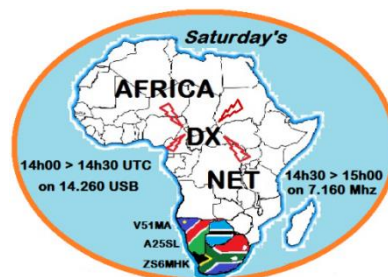 Saturday's
AFRICA
DX
NET
14h00 > 14h30 UTC
on 14.260 USB
14h30 > 15h00
on 7.160 Mhz
V51MA
A25SL
ZS6MHK